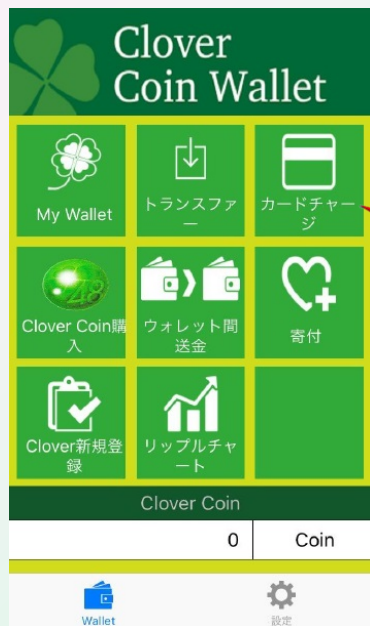 Clover
Coin Wallet
My Wallet
トランスファ
ー
カードチャー
ジ
48
Clover Coin購
入
ウォレット間
送金
寄付
Clover新規登
録
リップルチャ
ート
Clover Coin
0
Coin
Wallet
設定